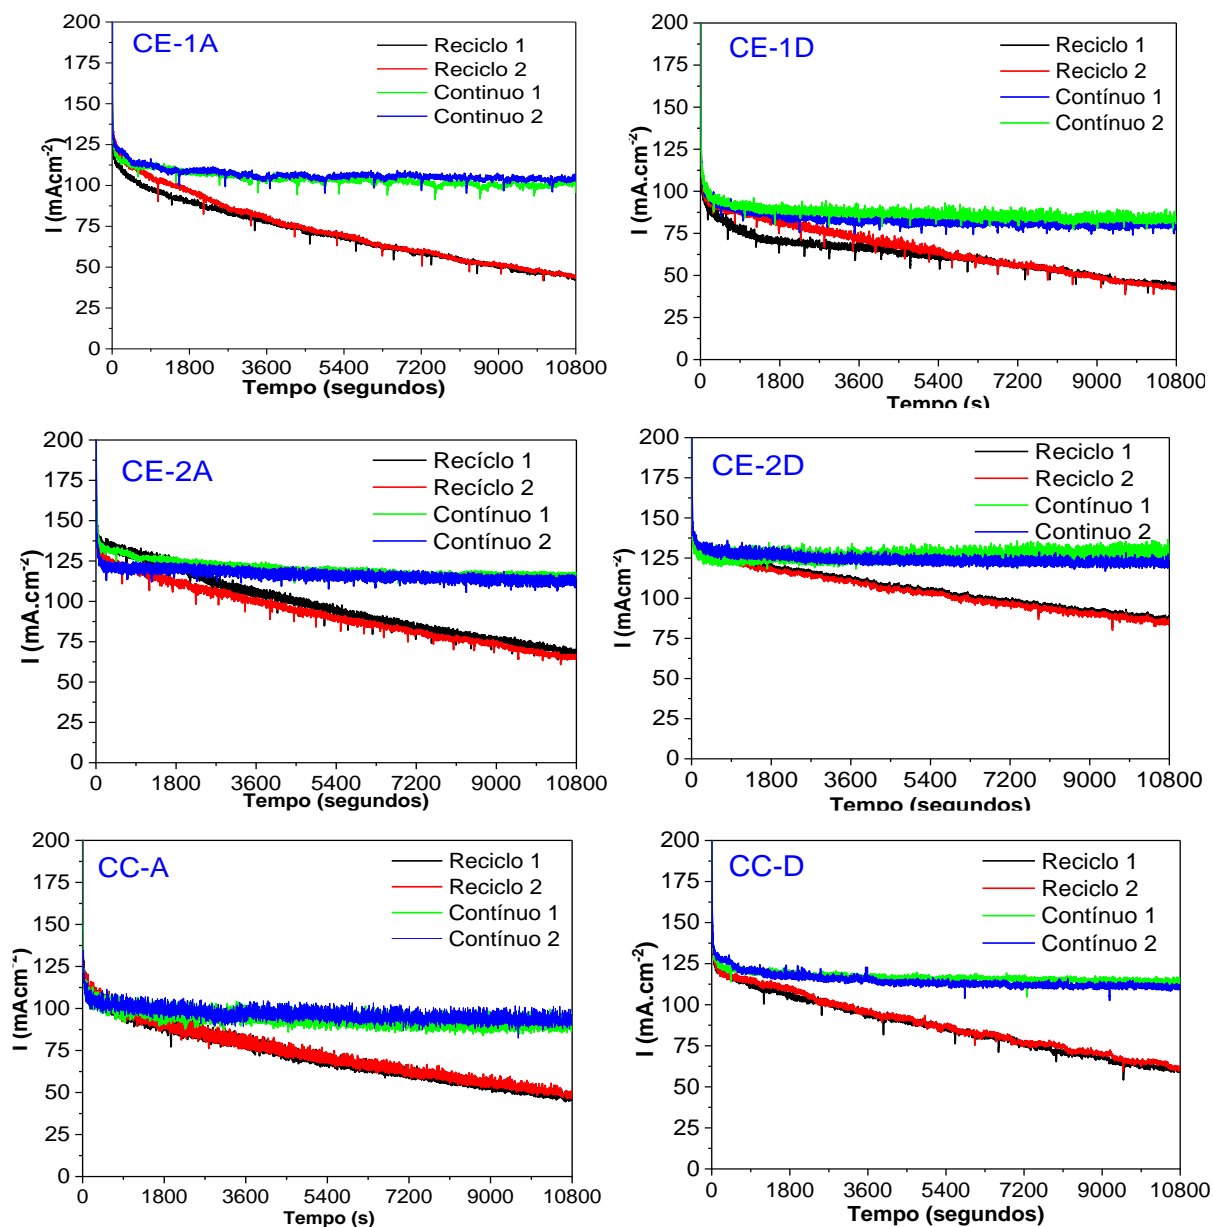 CE-1A
Reciclo 1
Reciclo 2
Continuo 1
Continuo 2
I (mAcm-2)
200
175
150
125
100
75
50
25
0
0 1800 3600 5400 7200 9000 10800
Tempo (segundos)
CE-1D
Reciclo 1
Reciclo 2
Contínuo 1
Contínuo 2
I (mA.cm-2)
200
175
150
125
100
75
50
25
0
0 1800 3600 5400 7200 9000 10800
Tempo (s)
CE-2A
Recíclo 1
Recíclo 2
Contínuo 1
Contínuo 2
I (mA.cm-2)
200
175
150
125
100
75
50
25
0
0 1800 3600 5400 7200 9000 10800
Tempo (segundos)
CE-2D
Reciclo 1
Reciclo 2
Contínuo 1
Continuo 2
I (mAcm-2)
200
175
150
125
100
75
50
25
0
0 1800 3600 5400 7200 9000 10800
Tempo (segundos)
CC-A
Reciclo 1
Reciclo 2
Contínuo 1
Contínuo 2
I (mAcm-2)
200
175
150
125
100
75
50
25
0
0 1800 3600 5400 7200 9000 10800
Tempo (s)
CC-D
Reciclo 1
Reciclo 2
Contínuo 1
Contínuo 2
I (mA.cm-2)
200
175
150
125
100
75
50
25
0
0 1800 3600 5400 7200 9000 10800
Tempo (segundos)